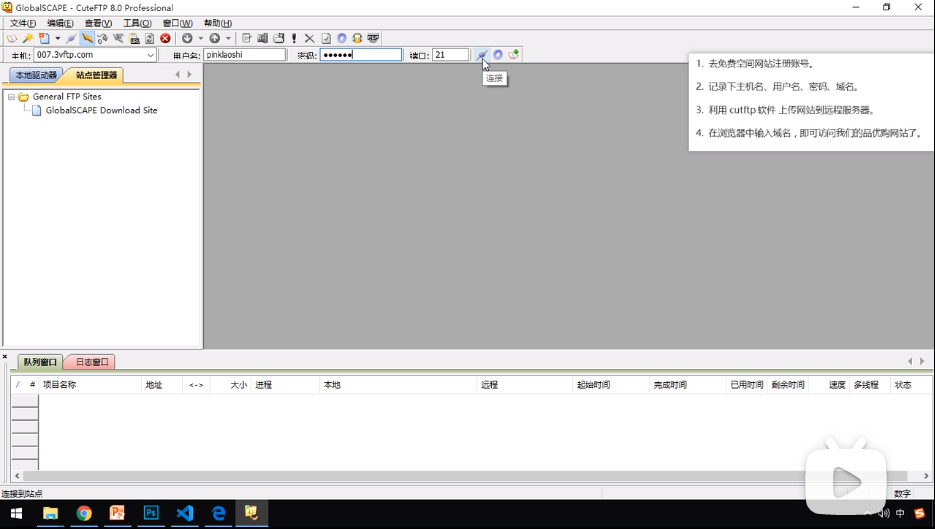 GlobalSCAPE - CuteFTP 8.0 Professional
文件(F) 编辑(E) 查看(V) 工具(O) 窗口(W) 帮助(H)
主机: 007.3vftp.com 用户名: pinklaoshi 密码: ●●●●●● 端口: 21
连接
本地驱动器 站点管理器
General FTP Sites
GlobalSCAPE Download Site
1. 去免费空间网站注册账号。
2. 记录下主机名、用户名、密码、域名。
3. 利用 cutftp 软件 上传网站到远程服务器。
4. 在浏览器中输入域名，即可访问我们的品优购网站了。
队列窗口 日志窗口
/ # 项目名称 地址 <-> 大小 进程 本地 远程 起始时间 完成时间 已用时间 剩余时间 速度 多线程 状态
连接到站点 数字
中